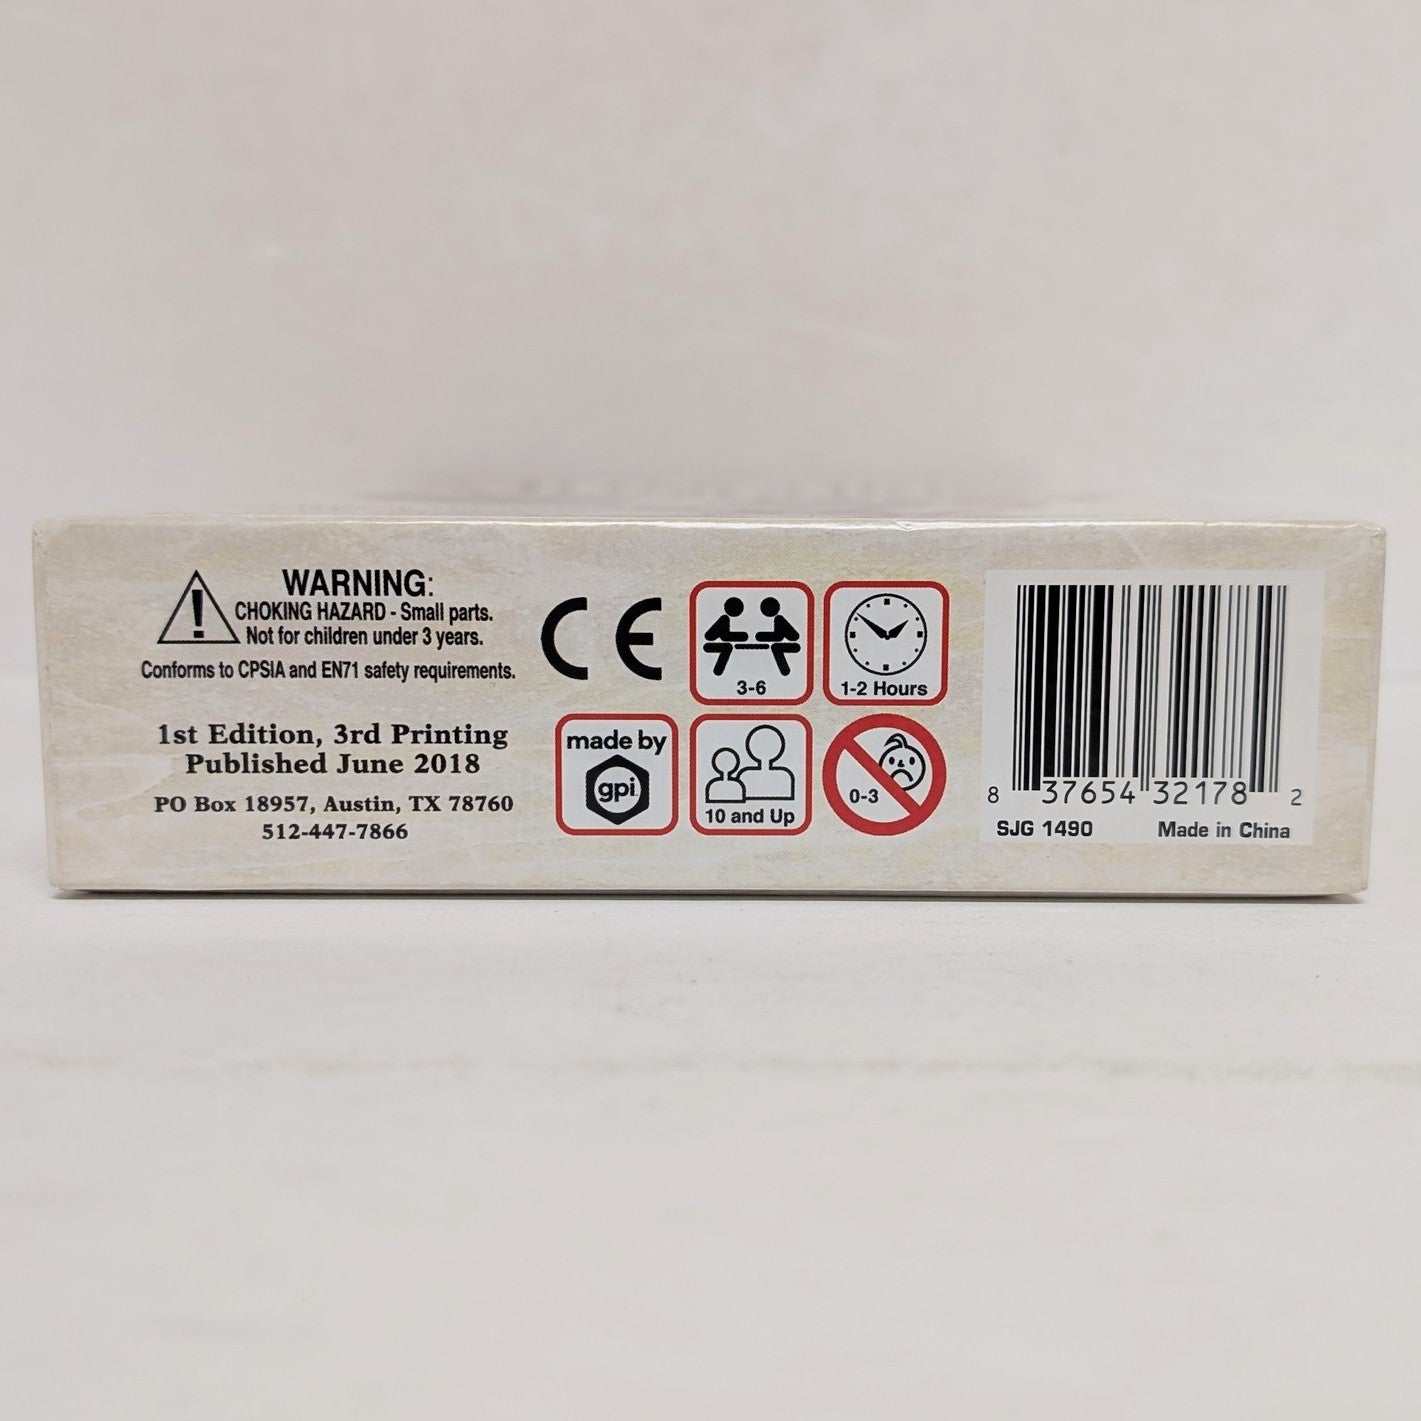 WARNING:
CHOKING HAZARD - Small parts.
Not for children under 3 years.
Conforms to CPSIA and EN71 safety requirements.
1st Edition, 3rd Printing
Published June 2018
PO Box 18957, Austin, TX 78760
512-447-7866
CE
3-6
1-2 Hours
made by
gpi
10 and Up
0-3
8 37654 32178 2
SJG 1490 Made in China